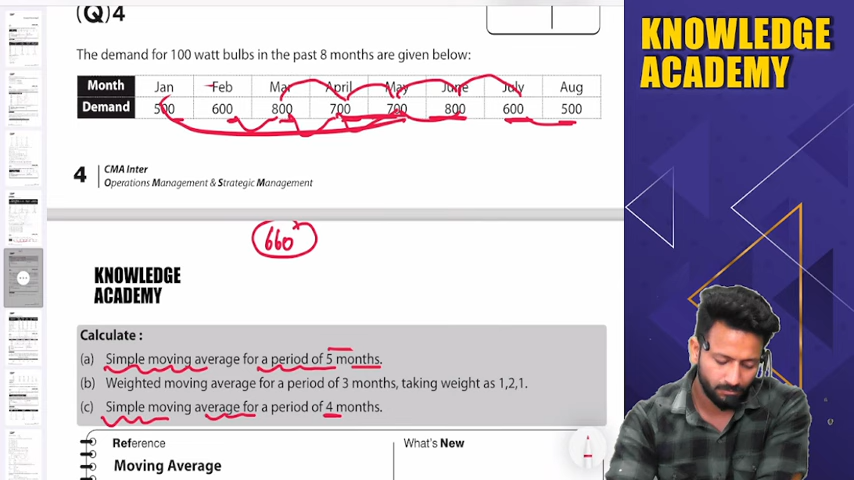 (Q)4
The demand for 100 watt bulbs in the past 8 months are given below:
Month Jan Feb Mar April May June July Aug
Demand 500 600 800 700 700 800 600 500
4 CMA Inter
Operations Management & Strategic Management
660
KNOWLEDGE
ACADEMY
Calculate :
(a) Simple moving average for a period of 5 months.
(b) Weighted moving average for a period of 3 months, taking weight as 1,2,1.
(c) Simple moving average for a period of 4 months.
Reference What's New
Moving Average
KNOWLEDGE
ACADEMY